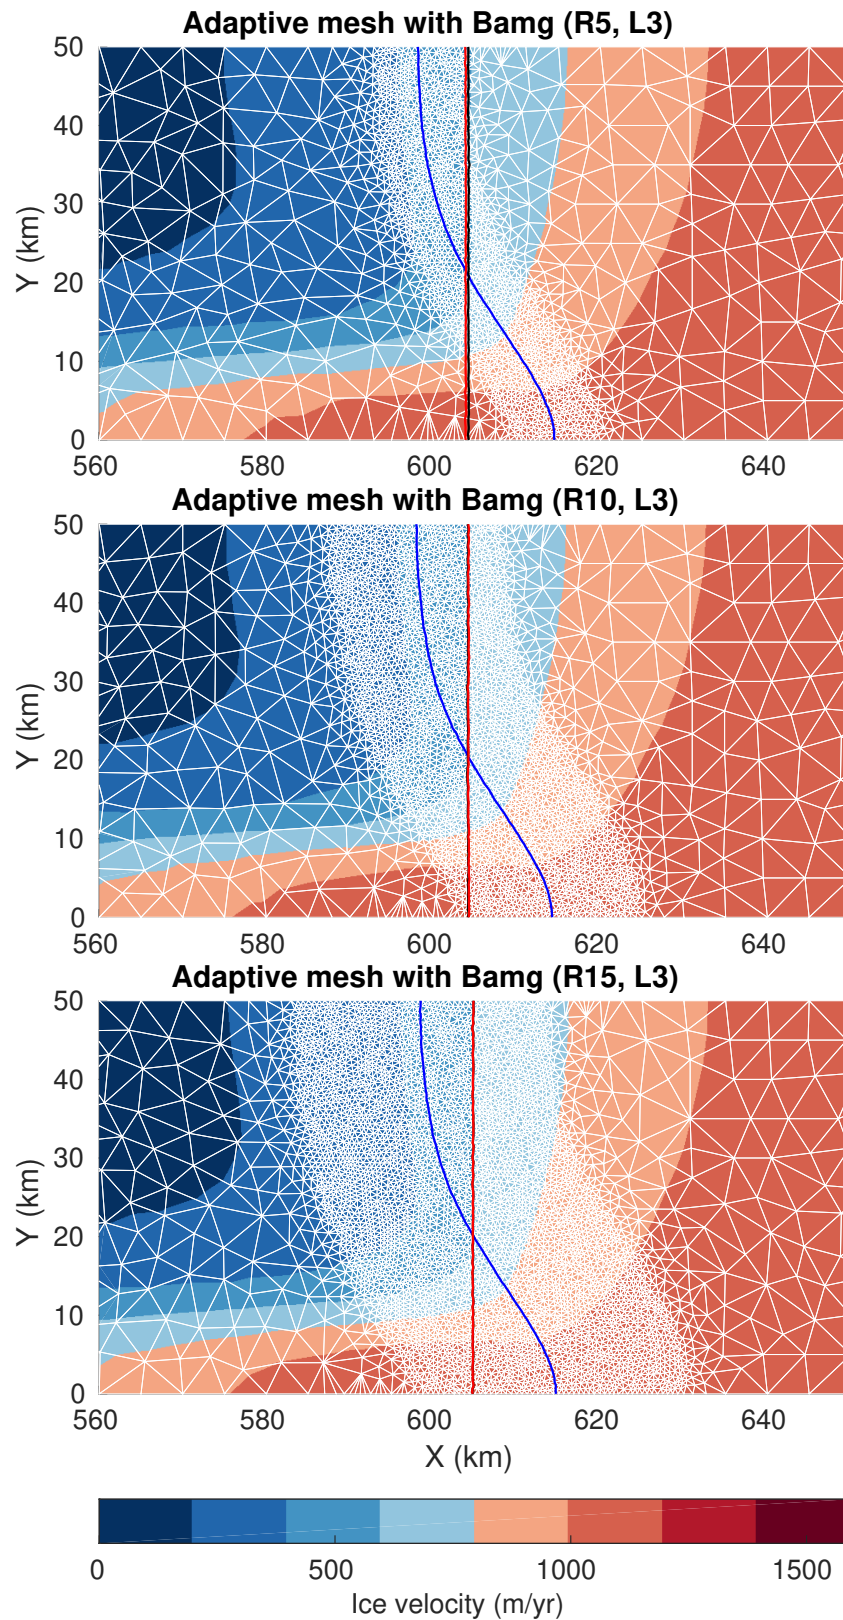 Adaptive mesh with Bamg (R5, L3)
50
40
30
20
10
0
Y (km)
560 580 600 620 640
Adaptive mesh with Bamg (R10, L3)
50
40
30
20
10
0
Y (km)
560 580 600 620 640
Adaptive mesh with Bamg (R15, L3)
50
40
30
20
10
0
Y (km)
560 580 600 620 640
X (km)
0 500 1000 1500
Ice velocity (m/yr)